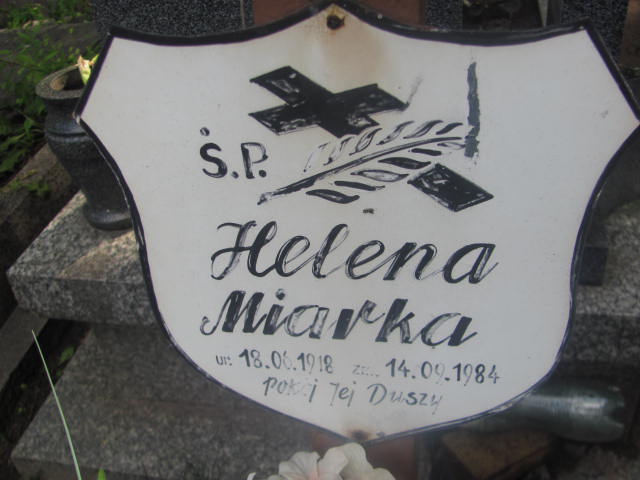 Ś.P.
Helena
Miarka
ur. 18.06.1918 zm. 14.09.1984
Pokój Jej Duszy